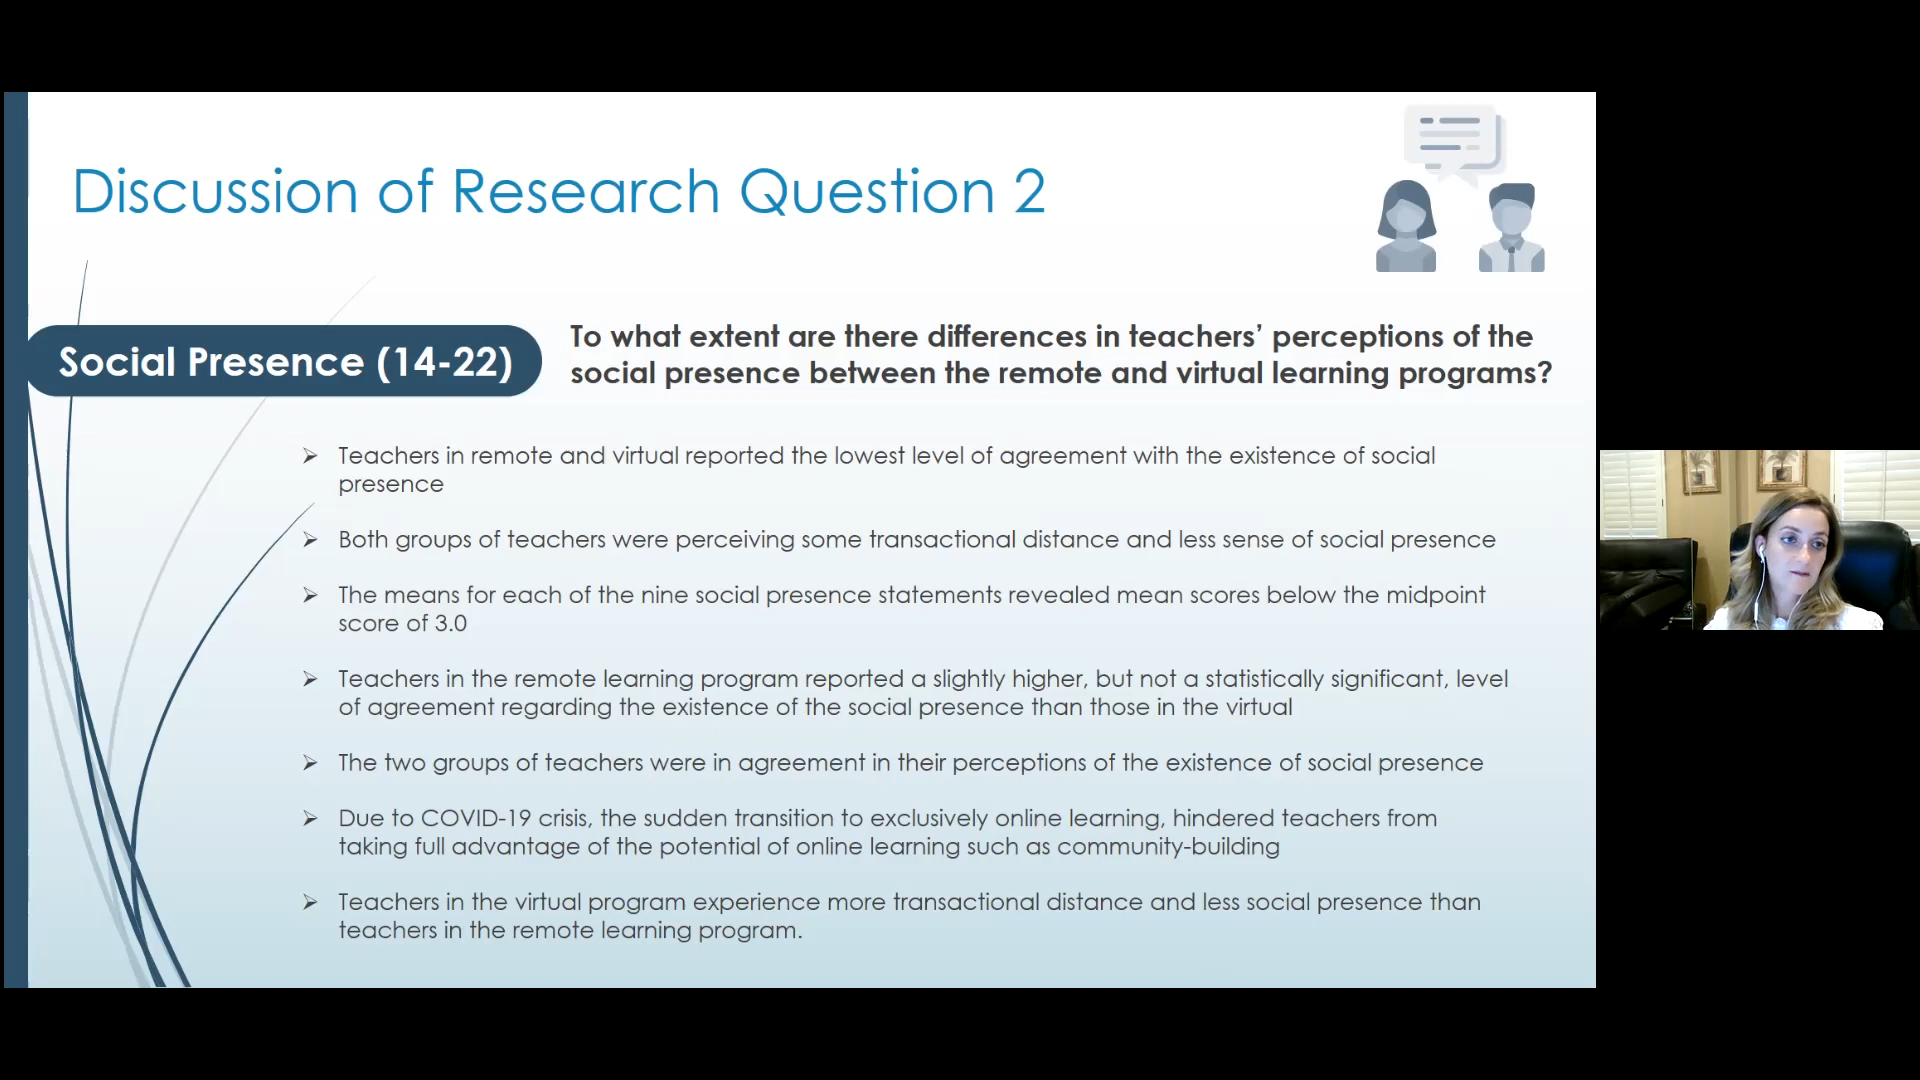 Discussion of Research Question 2
Social Presence (14-22)
To what extent are there differences in teachers’ perceptions of the
social presence between the remote and virtual learning programs?
Teachers in remote and virtual reported the lowest level of agreement with the existence of social
presence
Both groups of teachers were perceiving some transactional distance and less sense of social presence
The means for each of the nine social presence statements revealed mean scores below the midpoint
score of 3.0
Teachers in the remote learning program reported a slightly higher, but not a statistically significant, level
of agreement regarding the existence of the social presence than those in the virtual
The two groups of teachers were in agreement in their perceptions of the existence of social presence
Due to COVID-19 crisis, the sudden transition to exclusively online learning, hindered teachers from
taking full advantage of the potential of online learning such as community-building
Teachers in the virtual program experience more transactional distance and less social presence than
teachers in the remote learning program.